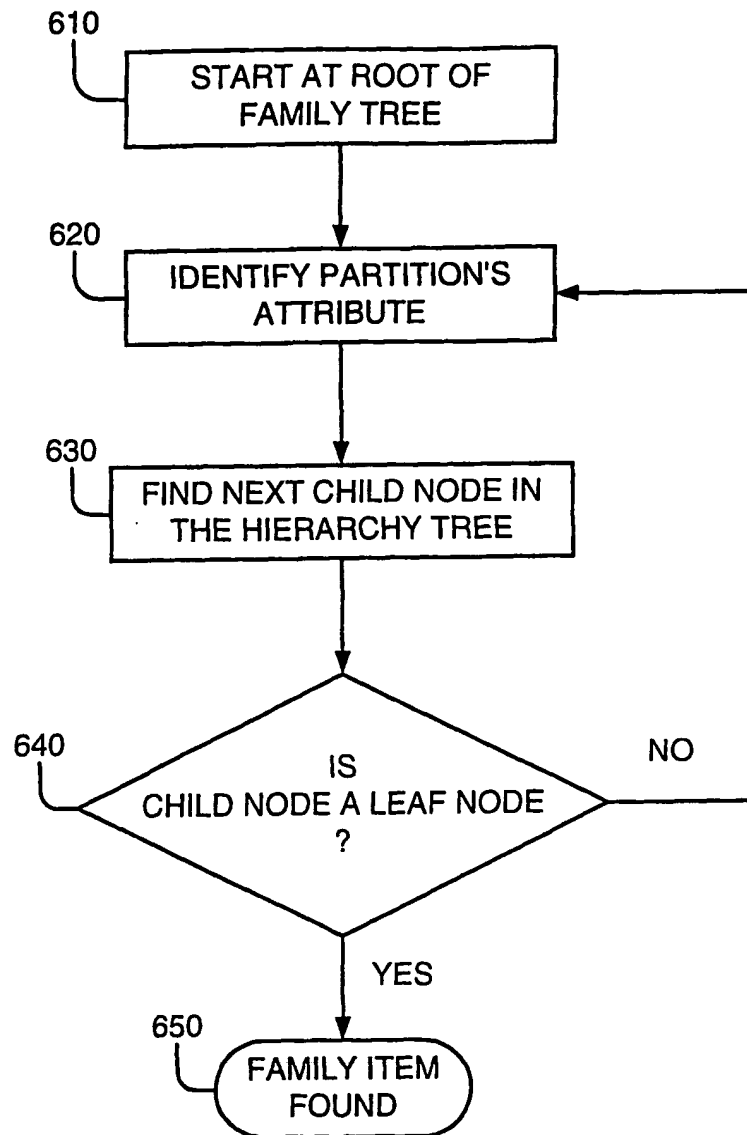 610
START AT ROOT OF
FAMILY TREE
620
IDENTIFY PARTITION'S
ATTRIBUTE
630
FIND NEXT CHILD NODE IN
THE HIERARCHY TREE
640
IS
CHILD NODE A LEAF NODE
?
NO
YES
650
FAMILY ITEM
FOUND